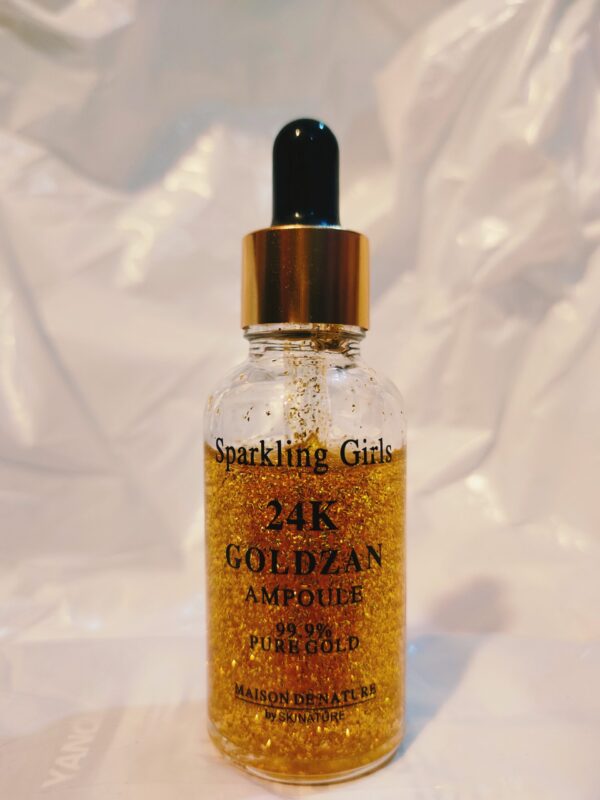 Sparkling Girls
24K
GOLDZAN
AMPOULE
99.9%
PURE GOLD
MAISON DE NATURE
by SKINATURE